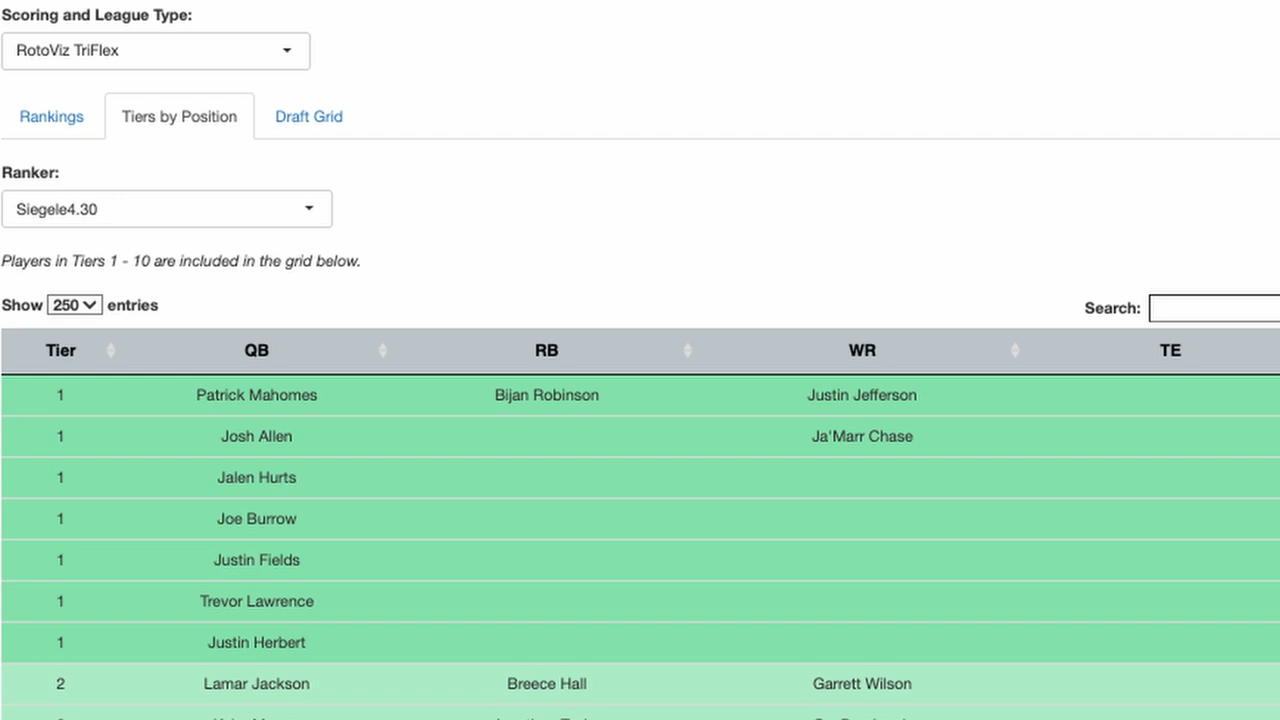 Scoring and League Type:
RotoViz TriFlex
Rankings Tiers by Position Draft Grid
Ranker:
Siegele4.30
Players in Tiers 1 - 10 are included in the grid below.
Show 250 entries Search:
Tier QB RB WR TE
1 Patrick Mahomes Bijan Robinson Justin Jefferson
1 Josh Allen Ja'Marr Chase
1 Jalen Hurts
1 Joe Burrow
1 Justin Fields
1 Trevor Lawrence
1 Justin Herbert
2 Lamar Jackson Breece Hall Garrett Wilson